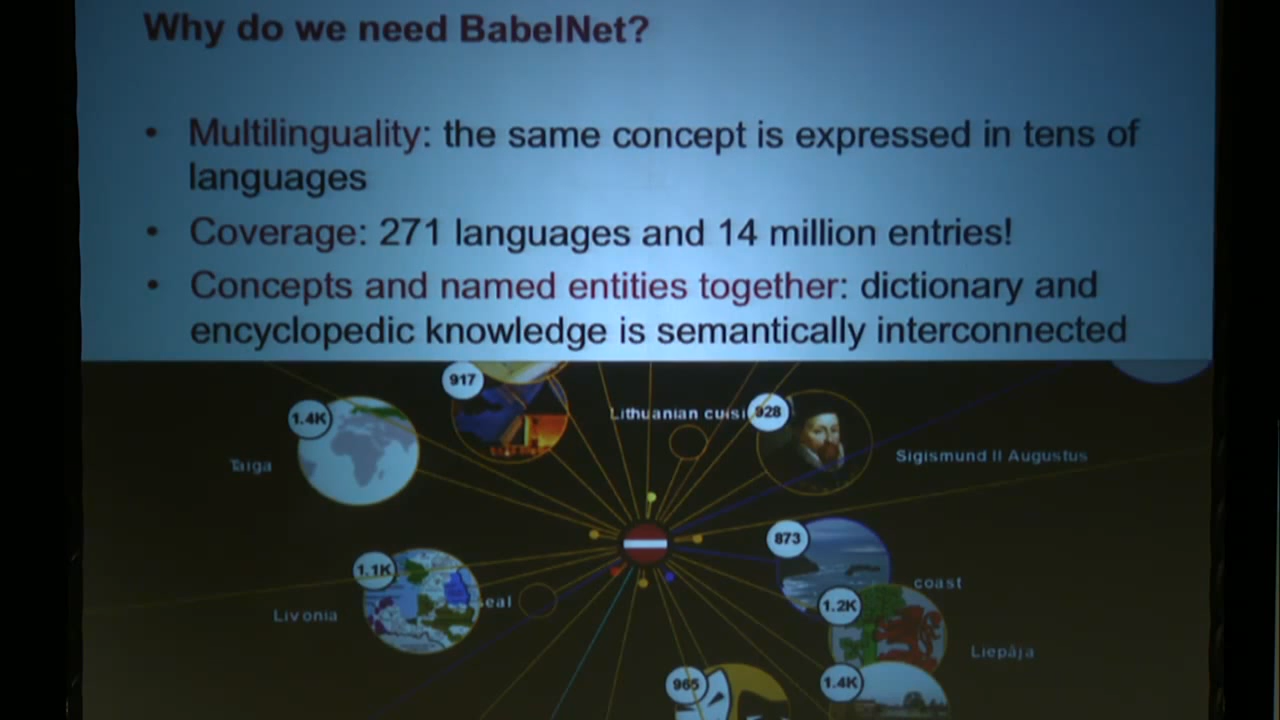 Why do we need BabelNet?
• Multilinguality: the same concept is expressed in tens of
languages
• Coverage: 271 languages and 14 million entries!
• Concepts and named entities together: dictionary and
encyclopedic knowledge is semantically interconnected
917
1.4K
Lithuanian cuisi
928
Taiga
Sigismund II Augustus
873
1.1K
coast
eal
1.2K
Livonia
Liepāja
965
1.4K